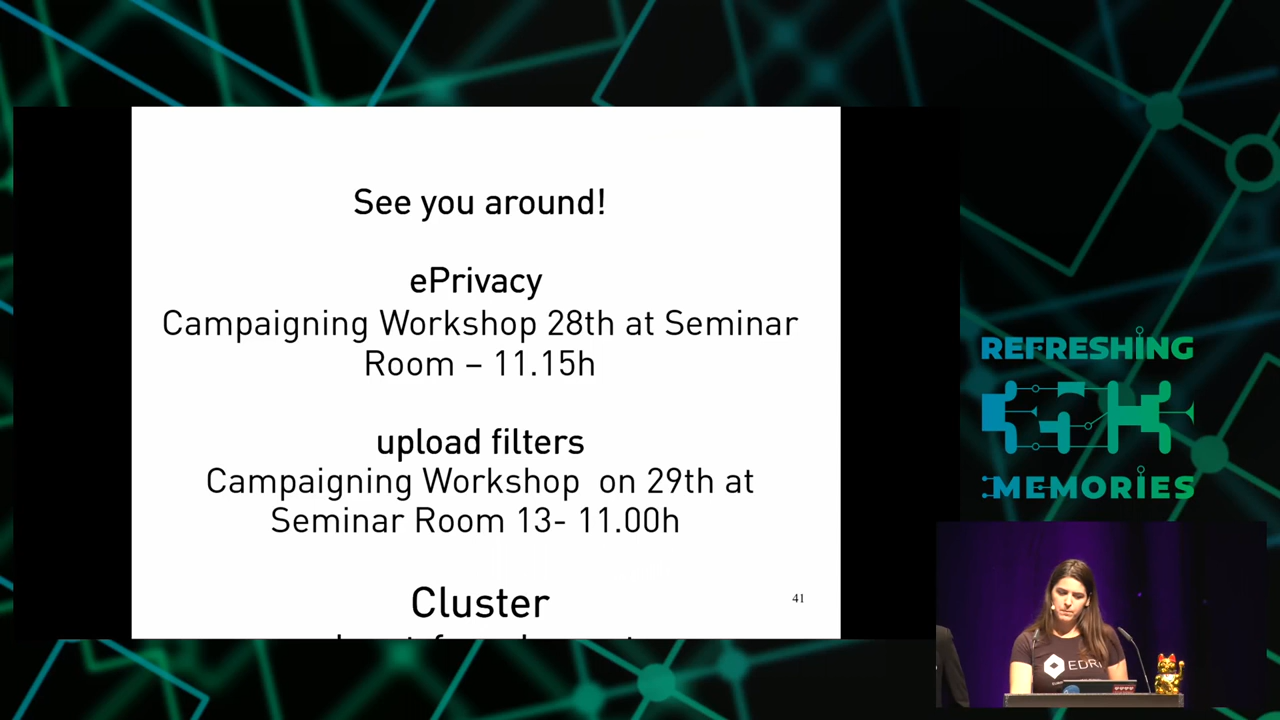 See you around!
ePrivacy
Campaigning Workshop 28th at Seminar
Room – 11.15h
upload filters
Campaigning Workshop on 29th at
Seminar Room 13- 11.00h
Cluster
41
REFRESHING
MEMORIES
EDRi